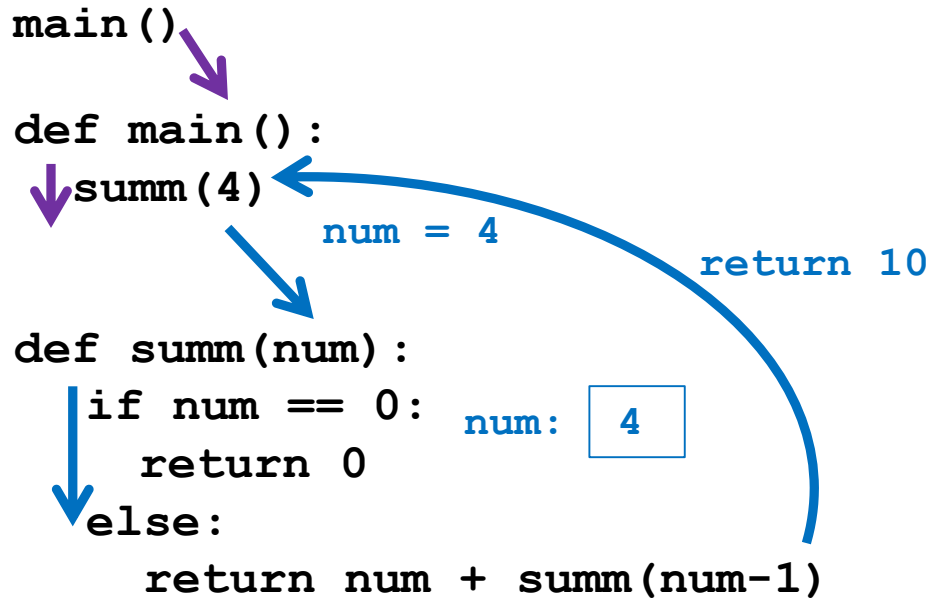 main()
def main():
summ(4)
num = 4
return 10
def summ(num):
if num == 0:
num: 4
return 0
else:
return num + summ(num-1)